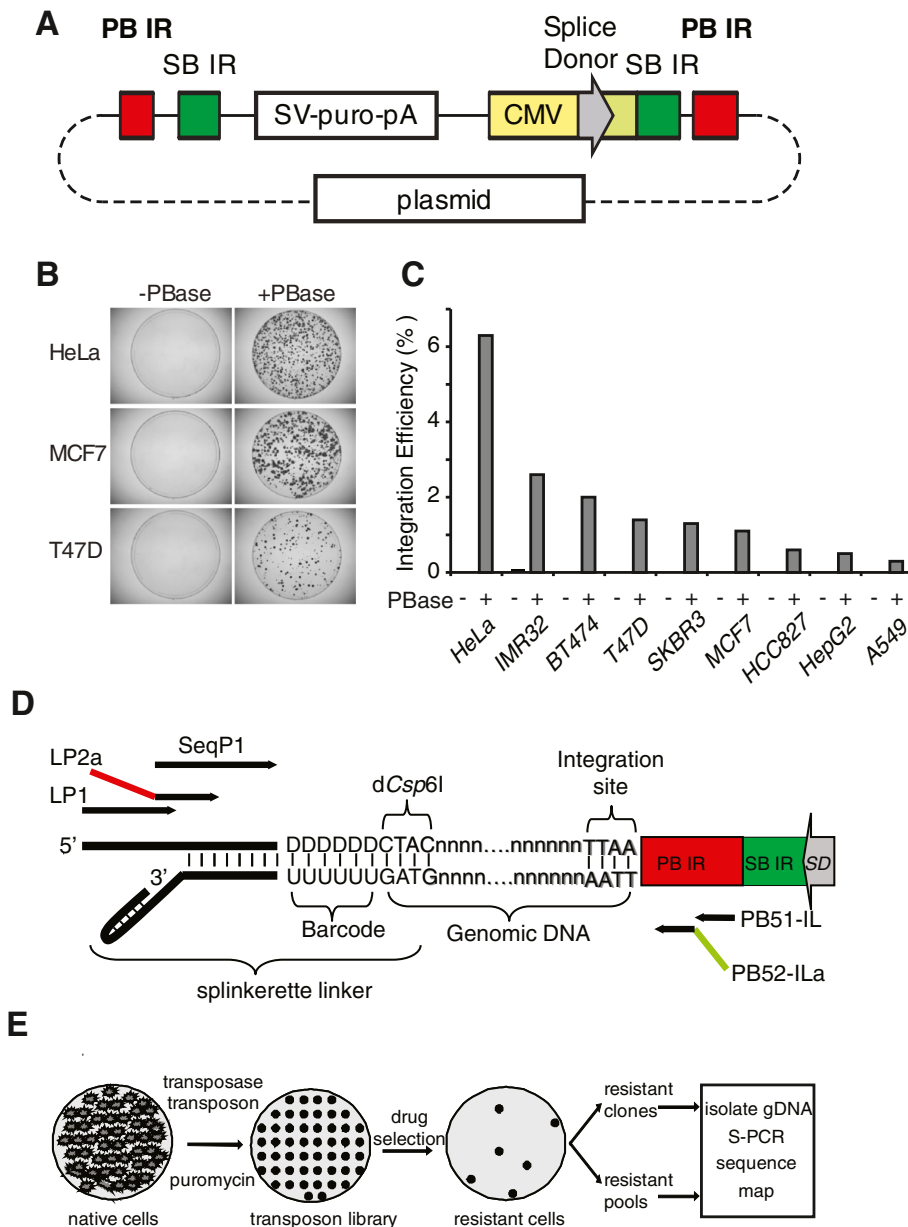 A
PB IR
SB IR
Splice
Donor
SB IR
PB IR
SV-puro-pA
CMV
plasmid
B
-PBase
+PBase
HeLa
MCF7
T47D
C
Integration Efficiency (%)
6
4
2
0
PBase
- + - + - + - + - + - + - + - + - +
HeLa
IMR32
BT474
T47D
SKBR3
MCF7
HCC827
HepG2
A549
D
LP2a
SeqP1
LP1
dCsp6I
Integration
site
5’
DDDDDDCTACnnnn....nnnnnnTTAA
3’
UUUUUUGATGnnnn....nnnnnnAATT
PB IR
SB IR
SD
Barcode
Genomic DNA
splinkerette linker
PB51-IL
PB52-ILa
E
transposase
transposon
puromycin
drug
selection
resistant
clones
resistant
pools
isolate gDNA
S-PCR
sequence
map
native cells
transposon library
resistant cells